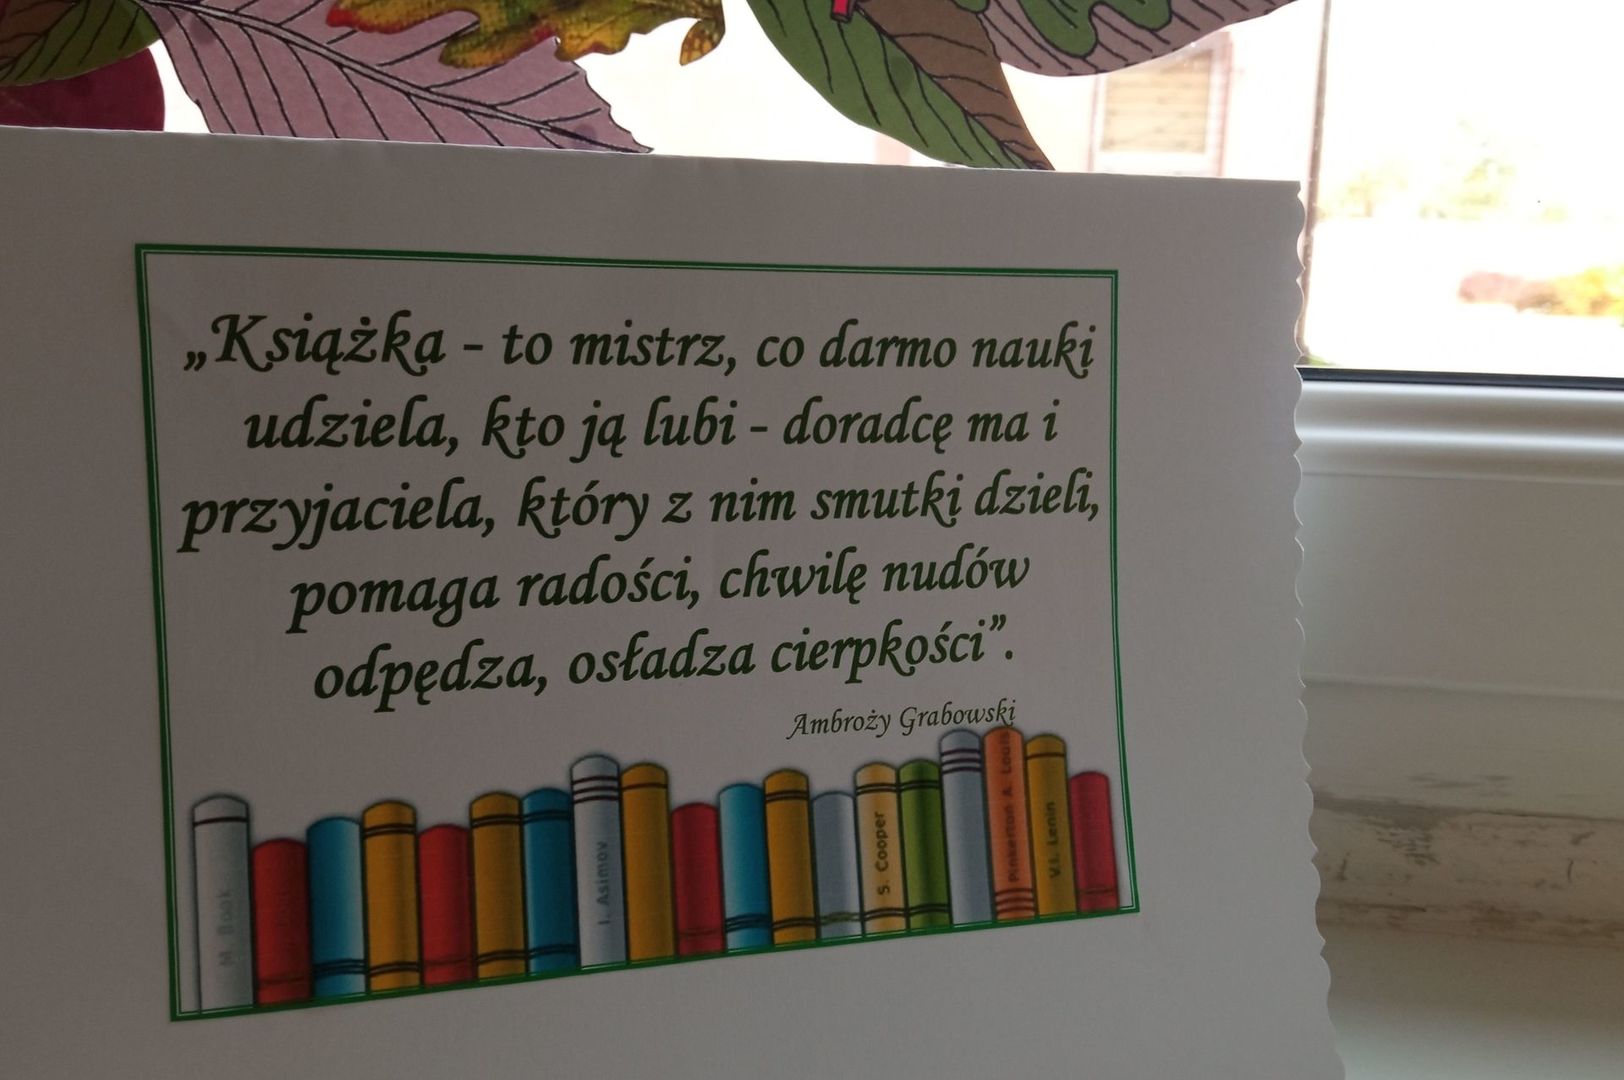 „Książka - to mistrz, co darmo nauki
udziela, kto ją lubi - doradcę ma i
przyjaciela, który z nim smutki dzieli,
pomaga radości, chwilę nudów
odpędza, osładza cierpkości”.
Ambroży Grabowski
M. Book
I. Asimov
S. Cooper
Pinkerton A. Louis
V.I. Lenin